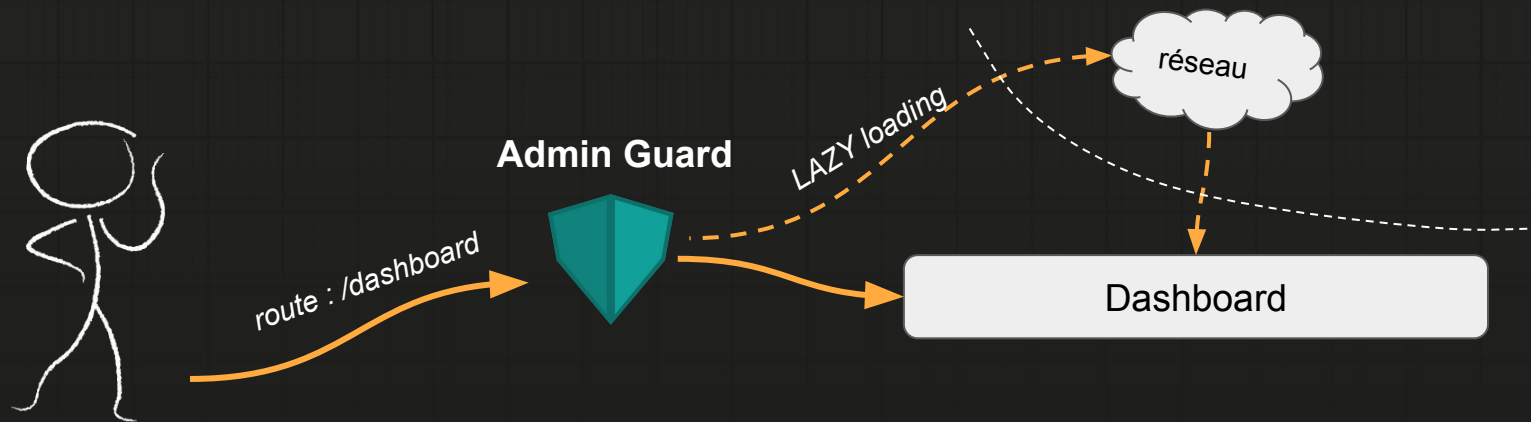 réseau
LAZY loading
Admin Guard
route : /dashboard
Dashboard